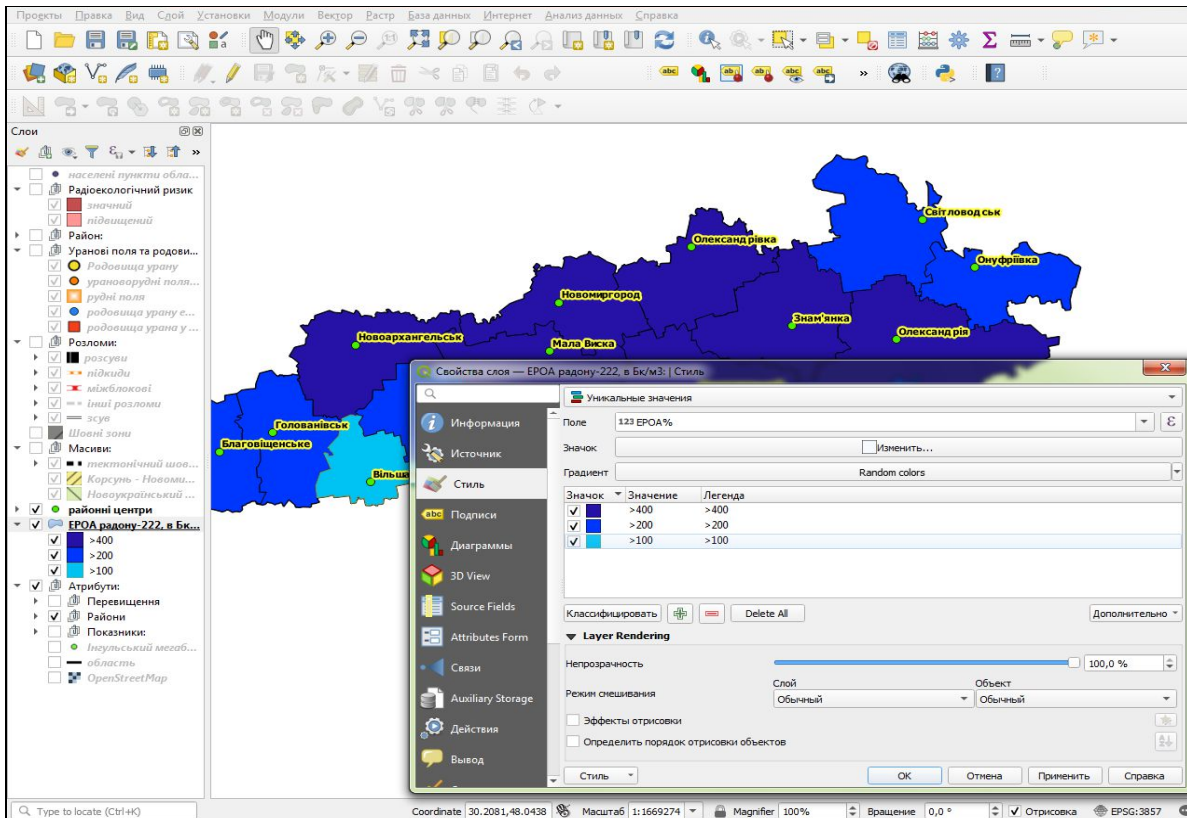 Проекты Правка Вид Слой Установки Модули Вектор Растр База данных Интернет Анализ данных Справка
abc
Слои
населені пункти обла...
Радіоекологічний ризик
значний
підвищений
Район:
Уранові поля та родови...
Родовища урану
урановорудні поля...
рудні поля
родовища урану е...
родовища урана у ...
Розломи:
розсуви
підкиди
міжблокові
інші розломи
зсув
Шовні зони
Масиви:
тектонічний шов...
Корсунь - Новоми...
Новоукраїнський ...
районні центри
ЕРОА радону-222, в Бк...
>400
>200
>100
Атрибути:
Перевищення
Райони
Показники:
Інгульський мегаб...
область
OpenStreetMap
Світловодськ
Онуфріївка
Олександрівка
Новомиргород
Знам'янка
Олександрія
Новоархангельськ
Мала Виска
Голованівськ
Благовіщенське
Вільша
Свойства слоя — ЕРОА радону-222, в Бк/м3: | Стиль
Информация
Источник
Стиль
Подписи
Диаграммы
3D View
Source Fields
Attributes Form
Связи
Auxiliary Storage
Действия
Вывод
Уникальные значения
Поле 123 EPOA% ε
Значок Изменить...
Градиент Random colors
Значок Значение Легенда
>400 >400
>200 >200
>100 >100
Классифицировать Delete All Дополнительно
Layer Rendering
Непрозрачность 100,0 %
Слой Объект
Режим смешивания Обычный Обычный
Эффекты отрисовки
Определить порядок отрисовки объектов
Стиль OK Отмена Применить Справка
Type to locate (Ctrl+K) Coordinate 30.2081,48.0438 Масштаб 1:1669274 Magnifier 100% Вращение 0,0 ° Отрисовка EPSG:3857